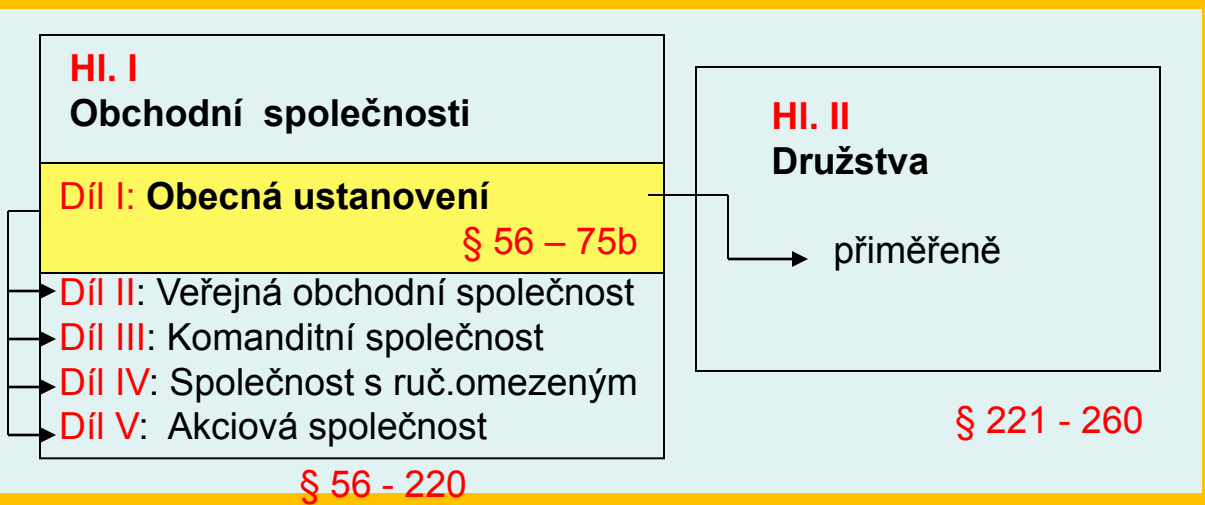 Hl. I
Obchodní společnosti
Díl I: Obecná ustanovení
§ 56 – 75b
Díl II: Veřejná obchodní společnost
Díl III: Komanditní společnost
Díl IV: Společnost s ruč.omezeným
Díl V: Akciová společnost
§ 56 - 220
Hl. II
Družstva
přiměřeně
§ 221 - 260